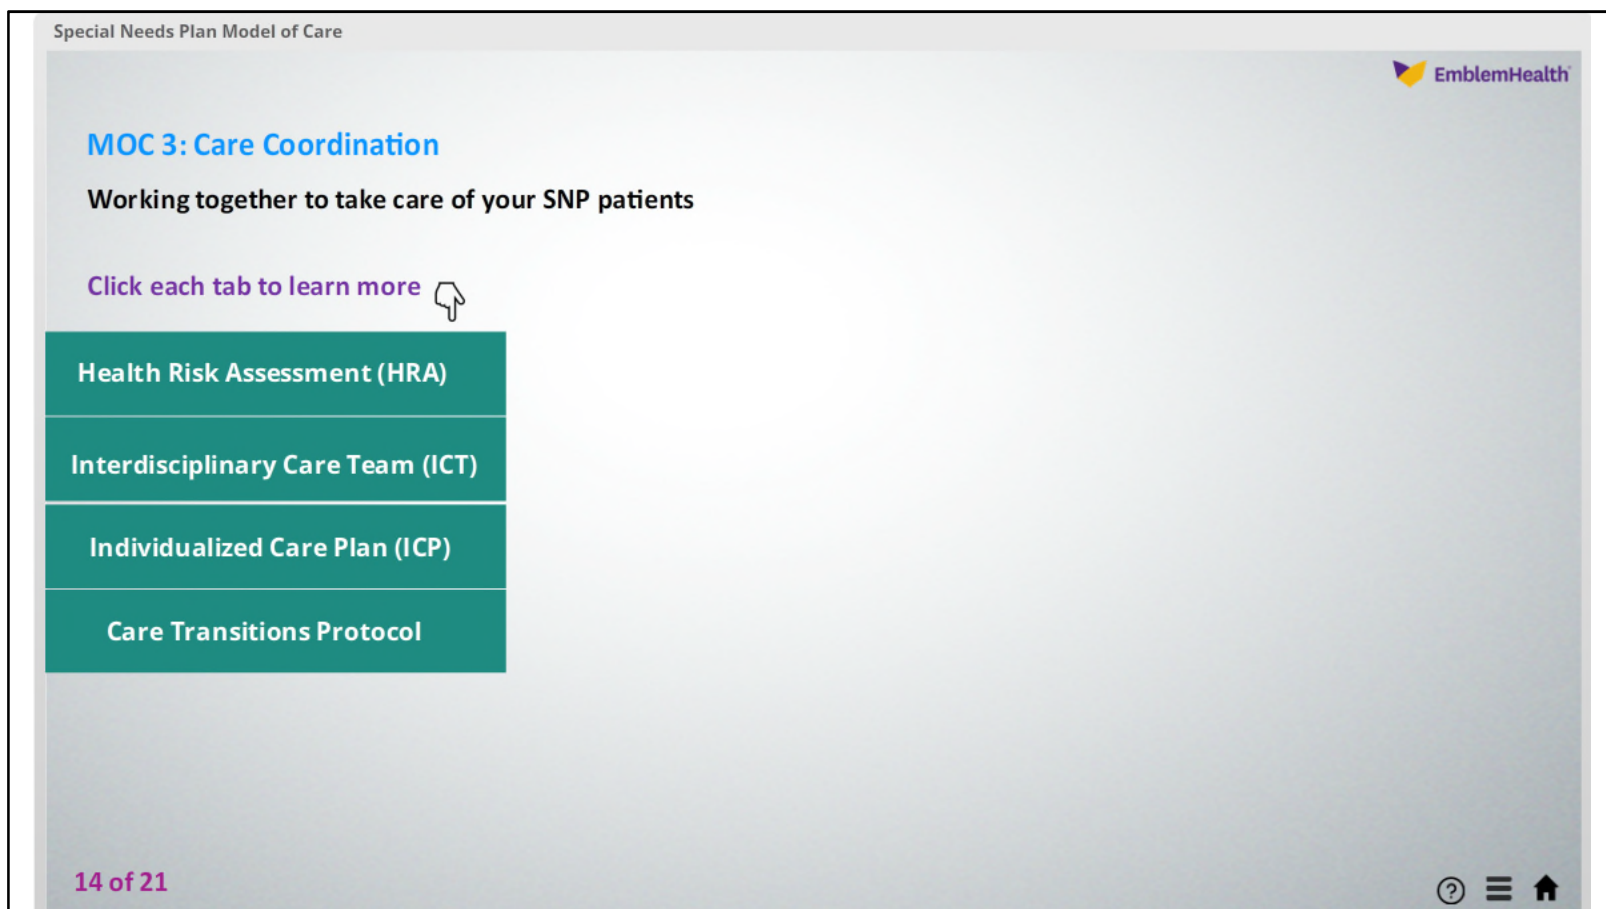 Special Needs Plan Model of Care
EmblemHealth
MOC 3: Care Coordination
Working together to take care of your SNP patients
Click each tab to learn more
Health Risk Assessment (HRA)
Interdisciplinary Care Team (ICT)
Individualized Care Plan (ICP)
Care Transitions Protocol
14 of 21
?